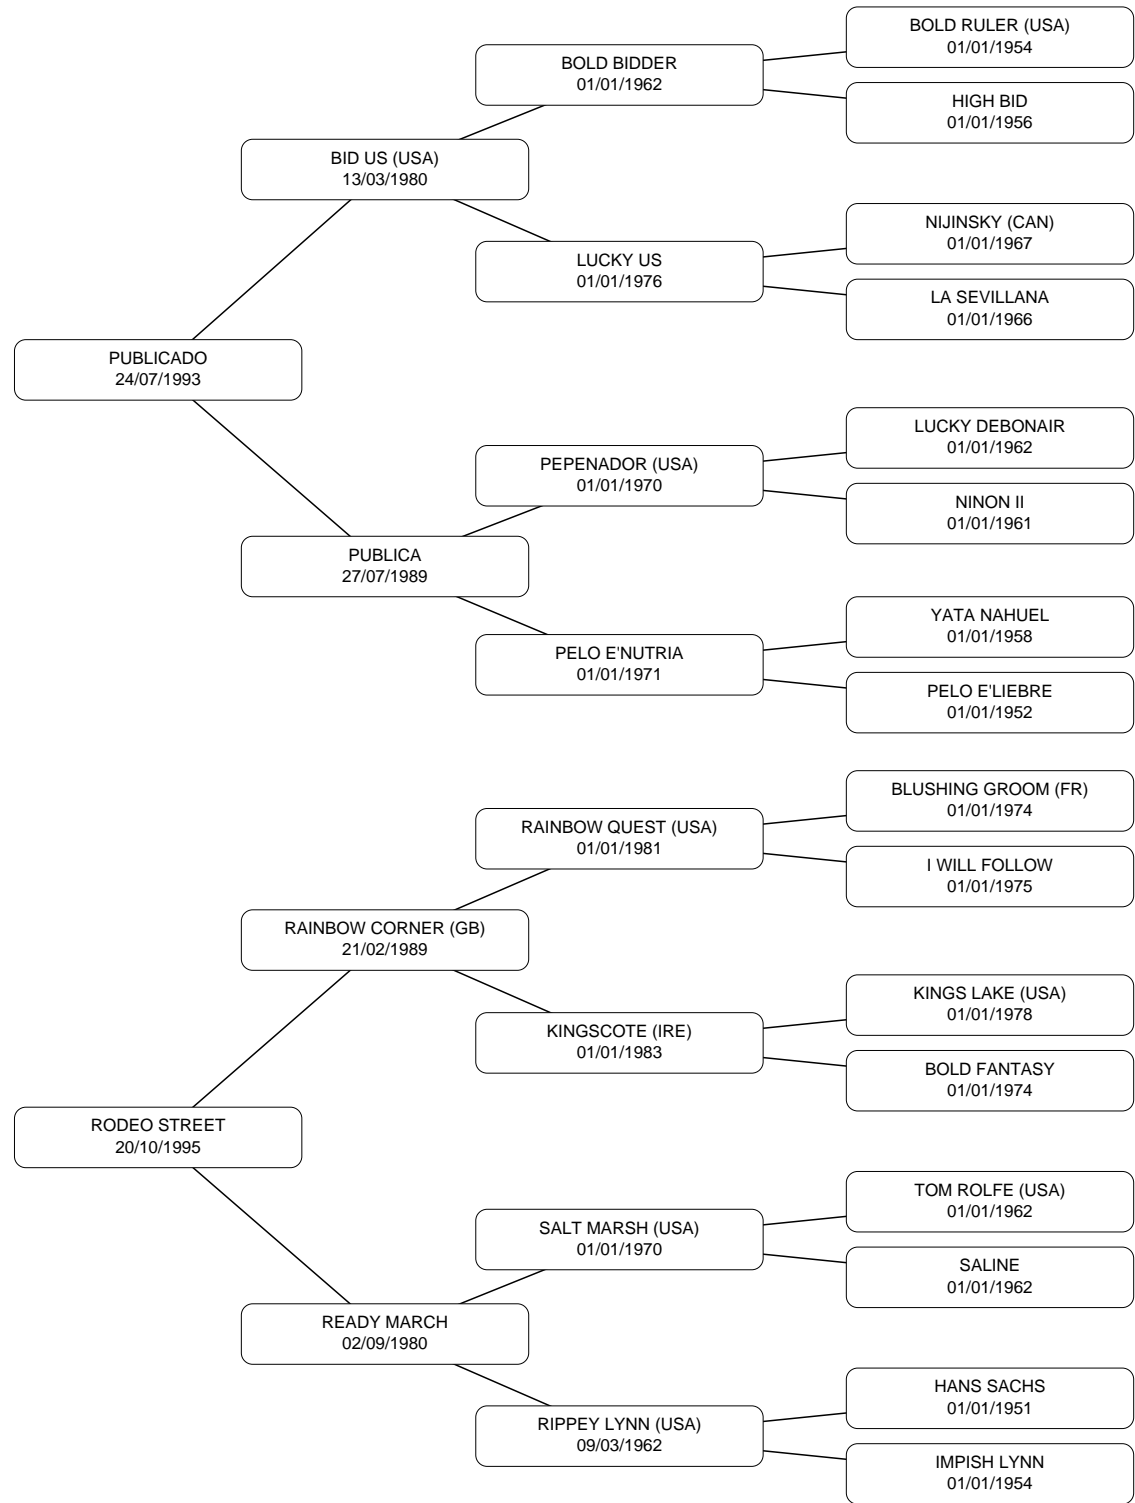 BOLD RULER (USA)
01/01/1954
BOLD BIDDER
01/01/1962
HIGH BID
01/01/1956
BID US (USA)
13/03/1980
NIJINSKY (CAN)
01/01/1967
LUCKY US
01/01/1976
LA SEVILLANA
01/01/1966
PUBLICADO
24/07/1993
LUCKY DEBONAIR
01/01/1962
PEPENADOR (USA)
01/01/1970
NINON II
01/01/1961
PUBLICA
27/07/1989
YATA NAHUEL
01/01/1958
PELO E'NUTRIA
01/01/1971
PELO E'LIEBRE
01/01/1952
BLUSHING GROOM (FR)
01/01/1974
RAINBOW QUEST (USA)
01/01/1981
I WILL FOLLOW
01/01/1975
RAINBOW CORNER (GB)
21/02/1989
KINGS LAKE (USA)
01/01/1978
KINGSCOTE (IRE)
01/01/1983
BOLD FANTASY
01/01/1974
RODEO STREET
20/10/1995
TOM ROLFE (USA)
01/01/1962
SALT MARSH (USA)
01/01/1970
SALINE
01/01/1962
READY MARCH
02/09/1980
HANS SACHS
01/01/1951
RIPPEY LYNN (USA)
09/03/1962
IMPISH LYNN
01/01/1954